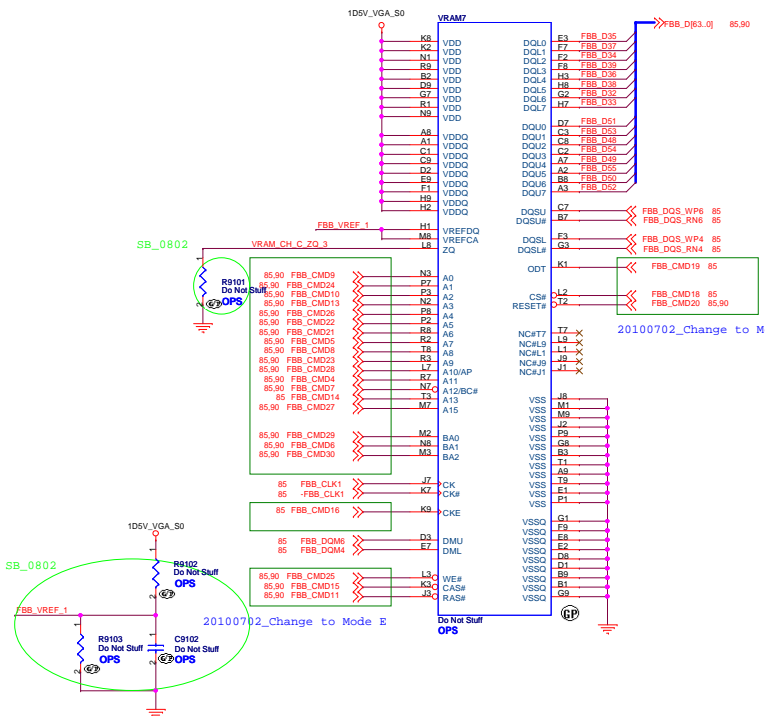 1D5V_VGA_S0
VRAM7
FBB_D[63..0] 85,90
K8 VDD
K2 VDD
N1 VDD
R9 VDD
B2 VDD
D9 VDD
G7 VDD
R1 VDD
N9 VDD
A8 VDDQ
A1 VDDQ
C1 VDDQ
C9 VDDQ
D2 VDDQ
E9 VDDQ
F1 VDDQ
H9 VDDQ
H2 VDDQ
FBB_VREF_1
H1 VREFDQ
M8 VREFCA
SB_0802
VRAM_CH_C_ZQ_3
L8 ZQ
1
R9101
Do Not Stuff
OPS
2
85,90 FBB_CMD9 N3 A0
85,90 FBB_CMD24 P7 A1
85,90 FBB_CMD10 P3 A2
85,90 FBB_CMD13 N2 A3
85,90 FBB_CMD26 P8 A4
85,90 FBB_CMD22 P2 A5
85,90 FBB_CMD21 R8 A6
85,90 FBB_CMD5 R2 A7
85,90 FBB_CMD8 T8 A8
85,90 FBB_CMD23 R3 A9
85,90 FBB_CMD28 L7 A10/AP
85,90 FBB_CMD4 R7 A11
85,90 FBB_CMD7 N7 A12/BC#
85 FBB_CMD14 T3 A13
85,90 FBB_CMD27 M7 A15
85,90 FBB_CMD29 M2 BA0
85,90 FBB_CMD6 N8 BA1
85,90 FBB_CMD30 M3 BA2
85 FBB_CLK1 J7 CK
85 -FBB_CLK1 K7 CK#
85 FBB_CMD16 K9 CKE
85 FBB_DQM6 D3 DMU
85 FBB_DQM4 E7 DML
85,90 FBB_CMD25 L3 WE#
85,90 FBB_CMD15 K3 CAS#
85,90 FBB_CMD11 J3 RAS#
20100702_Change to Mode E
DQL0 E3 FBB_D35
DQL1 F7 FBB_D37
DQL2 F2 FBB_D34
DQL3 F8 FBB_D39
DQL4 H3 FBB_D36
DQL5 H8 FBB_D38
DQL6 G2 FBB_D32
DQL7 H7 FBB_D33
DQU0 D7 FBB_D51
DQU1 C3 FBB_D53
DQU2 C8 FBB_D48
DQU3 C2 FBB_D54
DQU4 A7 FBB_D49
DQU5 A2 FBB_D55
DQU6 B8 FBB_D50
DQU7 A3 FBB_D52
DQSU C7 FBB_DQS_WP6 85
DQSU# B7 FBB_DQS_RN6 85
DQSL F3 FBB_DQS_WP4 85
DQSL# G3 FBB_DQS_RN4 85
ODT K1 FBB_CMD19 85
CS# L2 FBB_CMD18 85
RESET# T2 FBB_CMD20 85,90
20100702_Change to M
NC#T7 T7
NC#L9 L9
NC#L1 L1
NC#J9 J9
NC#J1 J1
VSS J8
VSS M1
VSS M9
VSS J2
VSS P9
VSS G8
VSS B3
VSS T1
VSS A9
VSS T9
VSS E1
VSS P1
VSSQ G1
VSSQ F9
VSSQ E8
VSSQ E2
VSSQ D8
VSSQ D1
VSSQ B9
VSSQ B1
VSSQ G9
GP
Do Not Stuff
OPS
1D5V_VGA_S0
SB_0802
1
R9102
Do Not Stuff
OPS
2
FBB_VREF_1
1
R9103
Do Not Stuff
OPS
2
1
C9102
Do Not Stuff
OPS
2